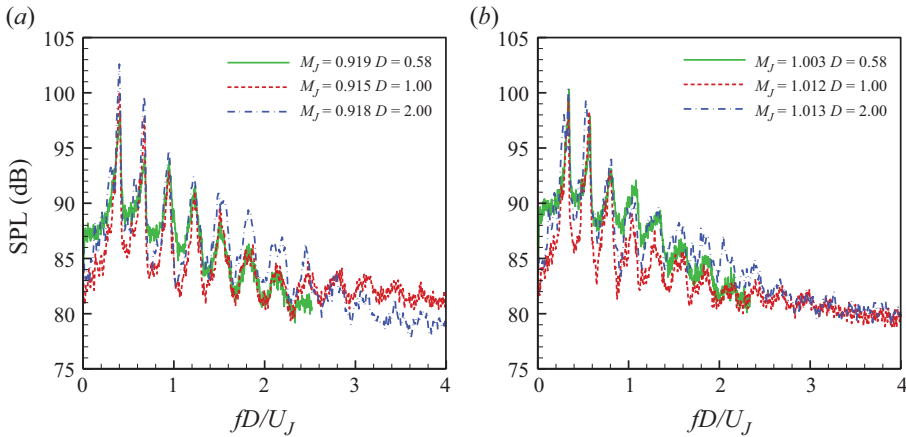 (a)
105
100
95
90
85
80
75
SPL (dB)
M_J = 0.919 D = 0.58
M_J = 0.915 D = 1.00
M_J = 0.918 D = 2.00
0 1 2 3 4
fD/U_J
(b)
105
100
95
90
85
80
75
M_J = 1.003 D = 0.58
M_J = 1.012 D = 1.00
M_J = 1.013 D = 2.00
0 1 2 3 4
fD/U_J